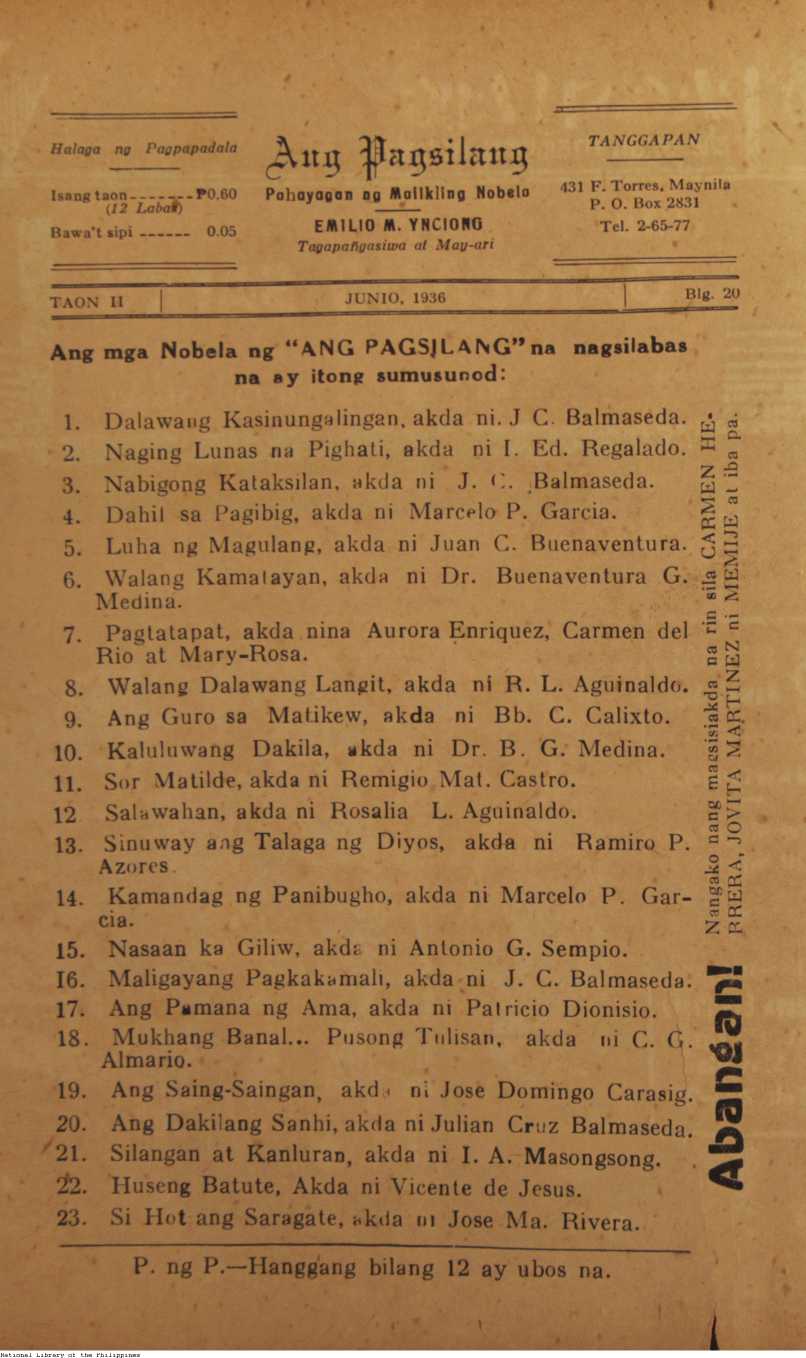 Halaga ng Pagpapadala
Isang taon-------₱0.60
(12 Labas)
Bawa't sipi ------ 0.05
Ang Pagsilang
Pahayagan ng Maiikling Nobela
EMILIO M. YNCIONG
Tagapañgasiwa at May-ari
TANGGAPAN
431 F. Torres, Maynila
P. O. Box 2831
Tel. 2-65-77
TAON II
JUNIO, 1936
Blg. 20
Ang mga Nobela ng "ANG PAGSILANG" na nagsilabas
na ay itong sumusunod:
1. Dalawang Kasinungalingan, akda ni. J C. Balmaseda.
2. Naging Lunas na Pighati, akda ni I. Ed. Regalado.
3. Nabigong Kataksilan, akda ni J. C. Balmaseda.
4. Dahil sa Pagibig, akda ni Marcelo P. Garcia.
5. Luha ng Magulang, akda ni Juan C. Buenaventura.
6. Walang Kamatayan, akda ni Dr. Buenaventura G.
Medina.
7. Pagtatapat, akda nina Aurora Enriquez, Carmen del
Rio at Mary-Rosa.
8. Walang Dalawang Langit, akda ni R. L. Aguinaldo.
9. Ang Guro sa Matikew, akda ni Bb. C. Calixto.
10. Kaluluwang Dakila, akda ni Dr. B. G. Medina.
11. Sor Matilde, akda ni Remigio Mat. Castro.
12 Salawahan, akda ni Rosalia L. Aguinaldo.
13. Sinuway ang Talaga ng Diyos, akda ni Ramiro P.
Azores.
14. Kamandag ng Panibugho, akda ni Marcelo P. Gar-
cia.
15. Nasaan ka Giliw, akda ni Antonio G. Sempio.
16. Maligayang Pagkakamali, akda ni J. C. Balmaseda.
17. Ang Pamana ng Ama, akda ni Patricio Dionisio.
18. Mukhang Banal... Pusong Tulisan, akda ni C. G.
Almario.
19. Ang Saing-Saingan, akda ni Jose Domingo Carasig.
20. Ang Dakilang Sanhi, akda ni Julian Cruz Balmaseda.
21. Silangan at Kanluran, akda ni I. A. Masongsong.
22. Huseng Batute, Akda ni Vicente de Jesus.
23. Si Hot ang Saragate, akda ni Jose Ma. Rivera.
P. ng P.—Hanggang bilang 12 ay ubos na.
Abangan!
Nangako nang magsisiakda na rin sila CARMEN HE-
RRERA, JOVITA MARTINEZ ni MEMIJE at iba pa.
National Library of the Philippines